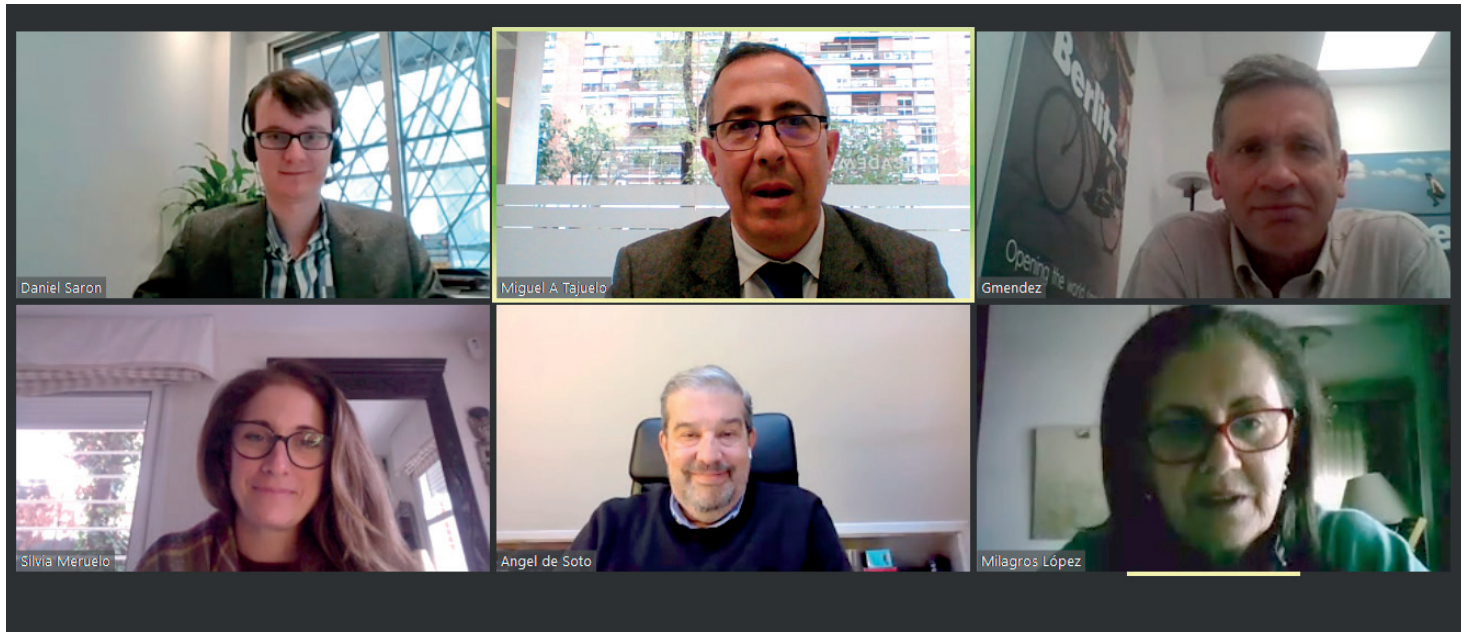 Berlitz
Opening the world
Daniel Saron
Miguel A Tajuelo
Gmendez
Silvia Meruelo
Angel de Soto
Milagros López